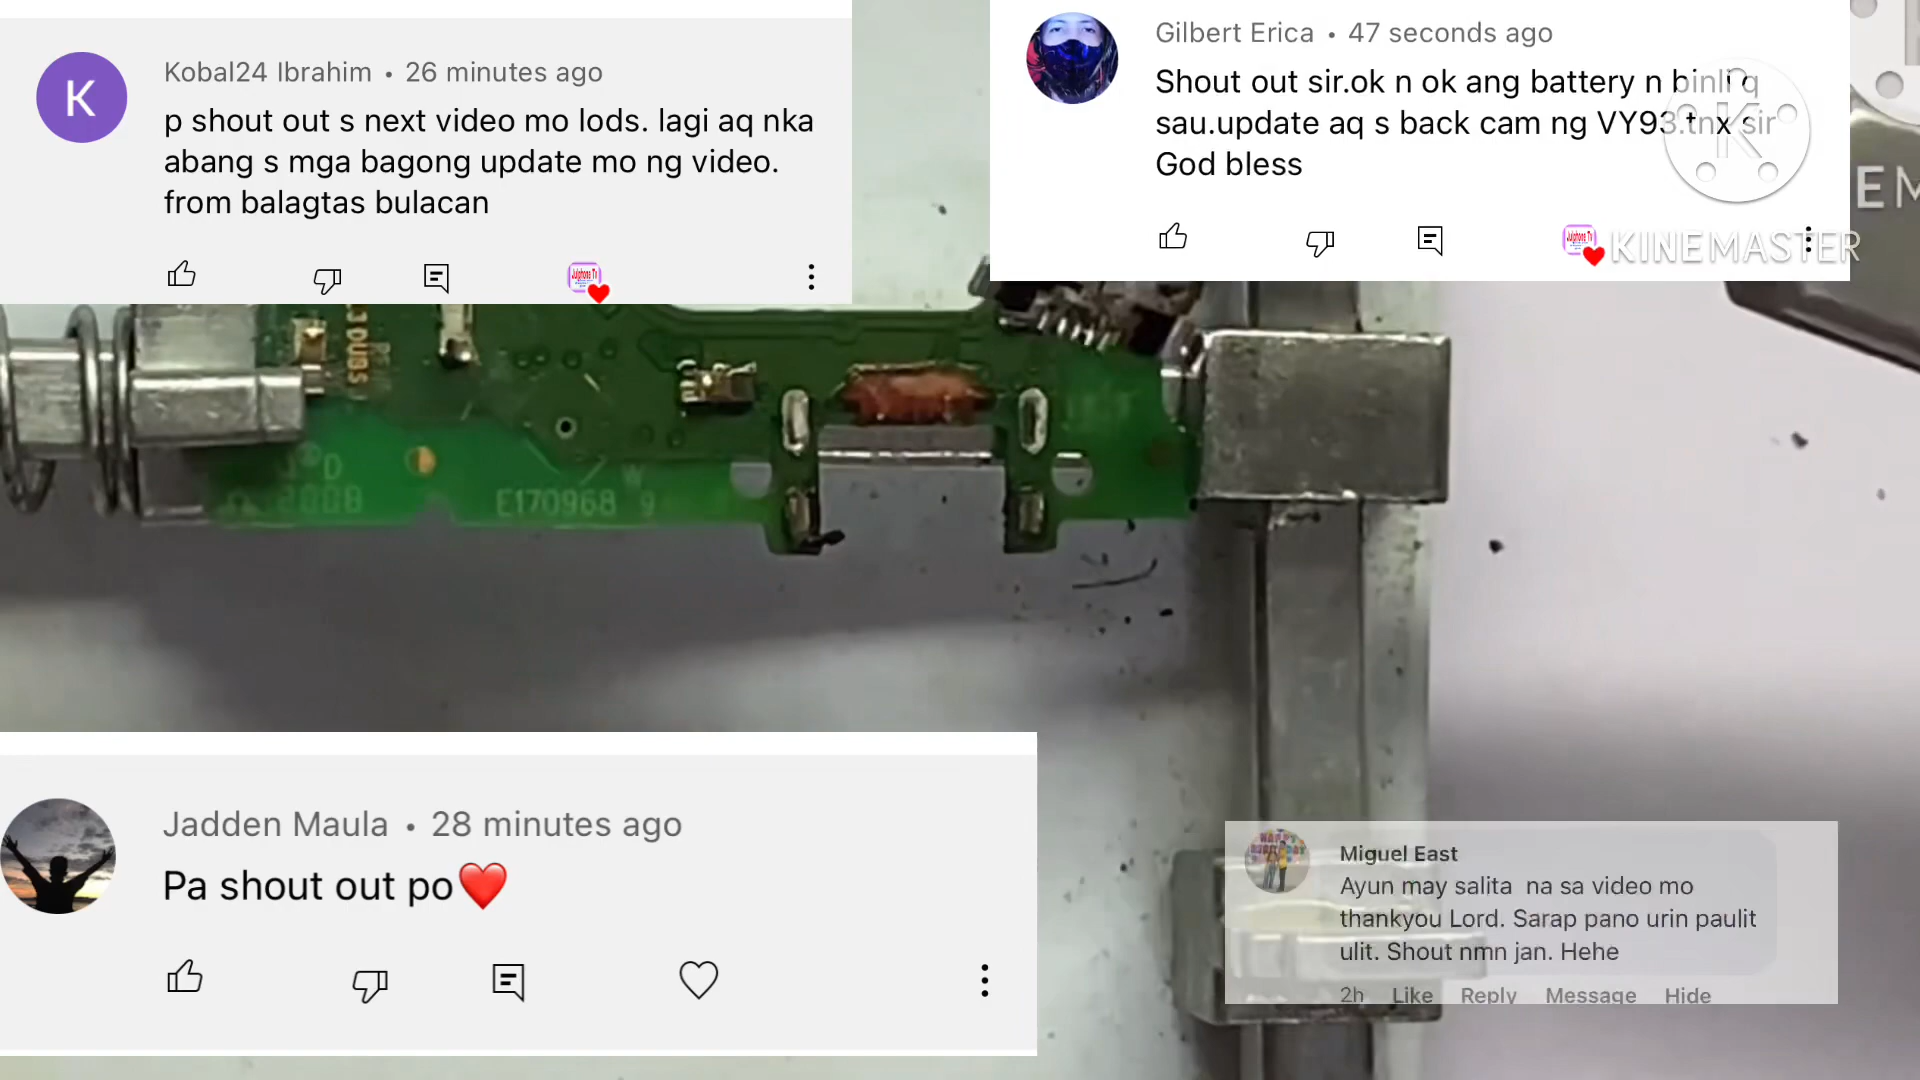 K
Kobal24 Ibrahim • 26 minutes ago
p shout out s next video mo lods. lagi aq nka
abang s mga bagong update mo ng video.
from balagtas bulacan
Gilbert Erica • 47 seconds ago
Shout out sir.ok n ok ang battery n binli q
sau.update aq s back cam ng VY93.tnx sir
God bless
K
KINEMASTER
E170968 9
Jadden Maula • 28 minutes ago
Pa shout out po❤️
Miguel East
Ayun may salita na sa video mo
thankyou Lord. Sarap pano urin paulit
ulit. Shout nmn jan. Hehe
2h Like Reply Message Hide